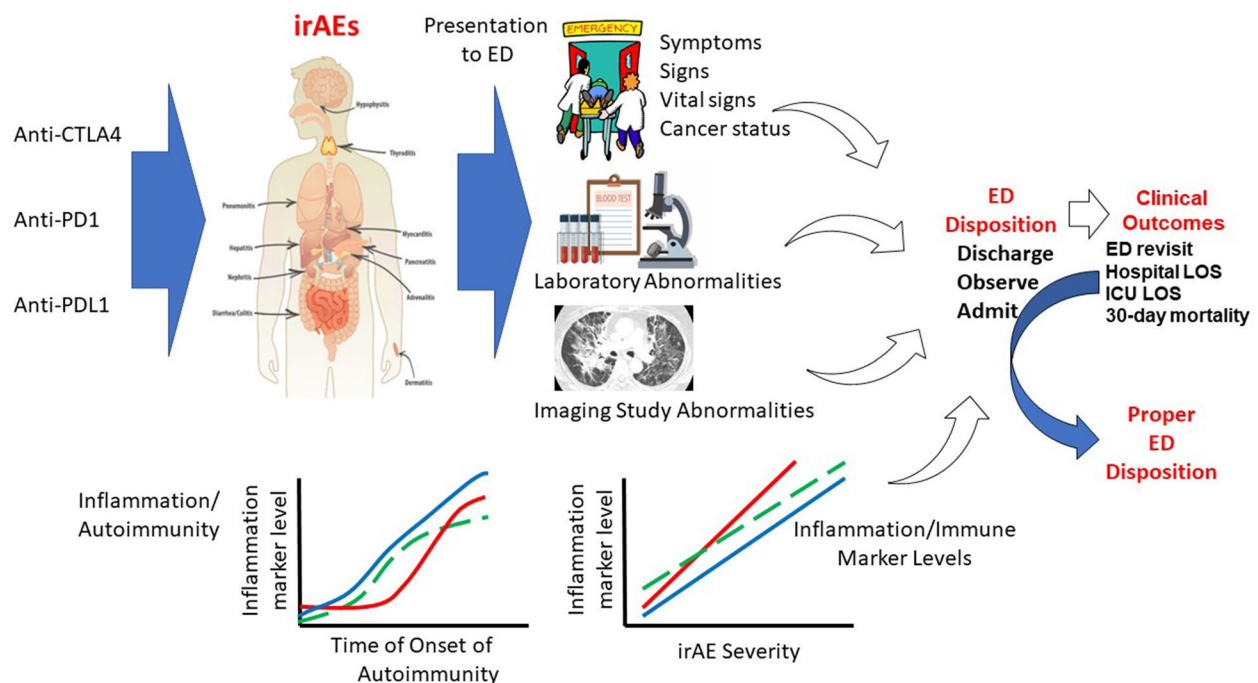 Anti-CTLA4
Anti-PD1
Anti-PDL1
irAEs
Hypophysitis
Thyroditis
Pneumonitis
Myocarditis
Hepatitis
Pancreatitis
Nephritis
Adrenalitis
Diarrhea/Colitis
Dermatitis
Presentation
to ED
EMERGENCY
Symptoms
Signs
Vital signs
Cancer status
BLOOD TEST
Laboratory Abnormalities
Imaging Study Abnormalities
ED
Disposition
Discharge
Observe
Admit
Clinical
Outcomes
ED revisit
Hospital LOS
ICU LOS
30-day mortality
Proper
ED
Disposition
Inflammation/
Autoimmunity
Inflammation
marker level
Time of Onset of
Autoimmunity
Inflammation
marker level
irAE Severity
Inflammation/Immune
Marker Levels